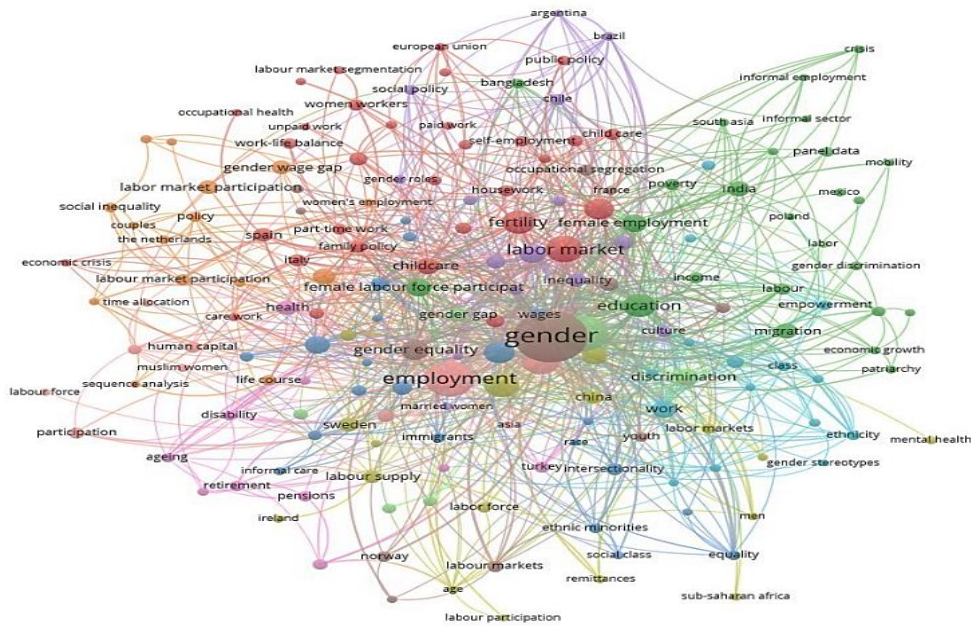 argentina
brazil
european union
crisis
public policy
labour market segmentation
informal employment
bangladesh
social policy
chile
women workers
occupational health
informal sector
south asia
paid work
unpaid work
child care
self-employment
work-life balance
panel data
mobility
gender wage gap
occupational segregation
gender roles
poverty
india
labor market participation
housework
france
mexico
women's employment
social inequality
policy
couples
fertility
female employment
poland
part-time work
spain
the netherlands
family policy
labor market
labor
italy
economic crisis
childcare
gender discrimination
labour market participation
inequality
income
female labour force participat
labour
time allocation
health
education
empowerment
care work
gender gap
wages
culture
migration
gender
human capital
gender equality
economic growth
muslim women
class
patriarchy
life course
employment
discrimination
sequence analysis
labour force
china
married women
work
disability
asia
sweden
labor markets
participation
immigrants
race
youth
ethnicity
mental health
ageing
gender stereotypes
informal care
turkey
intersectionality
labour supply
retirement
pensions
labor force
ireland
men
ethnic minorities
norway
social class
equality
labour markets
remittances
age
sub-saharan africa
labour participation